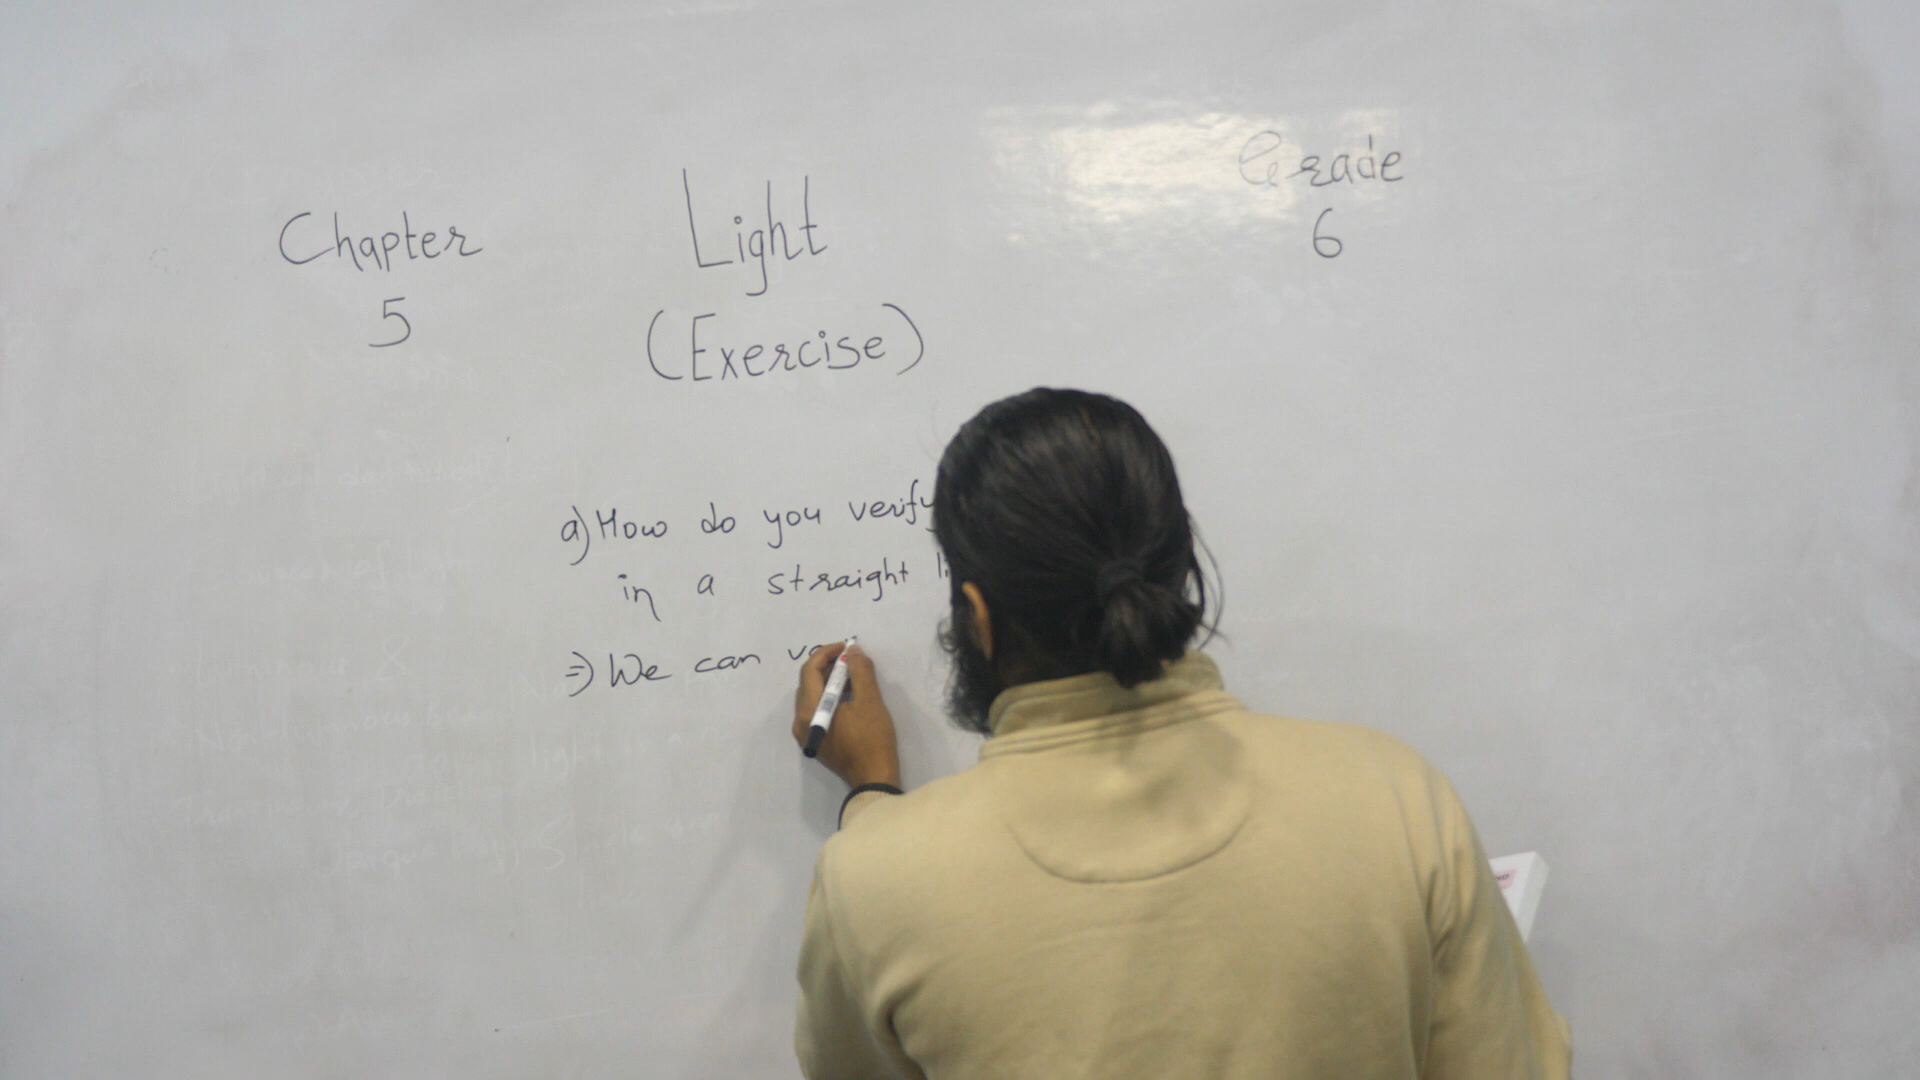 Chapter
5
Light
(Exercise)
Grade
6
a) How do you verify
in a straight
⇒) We can